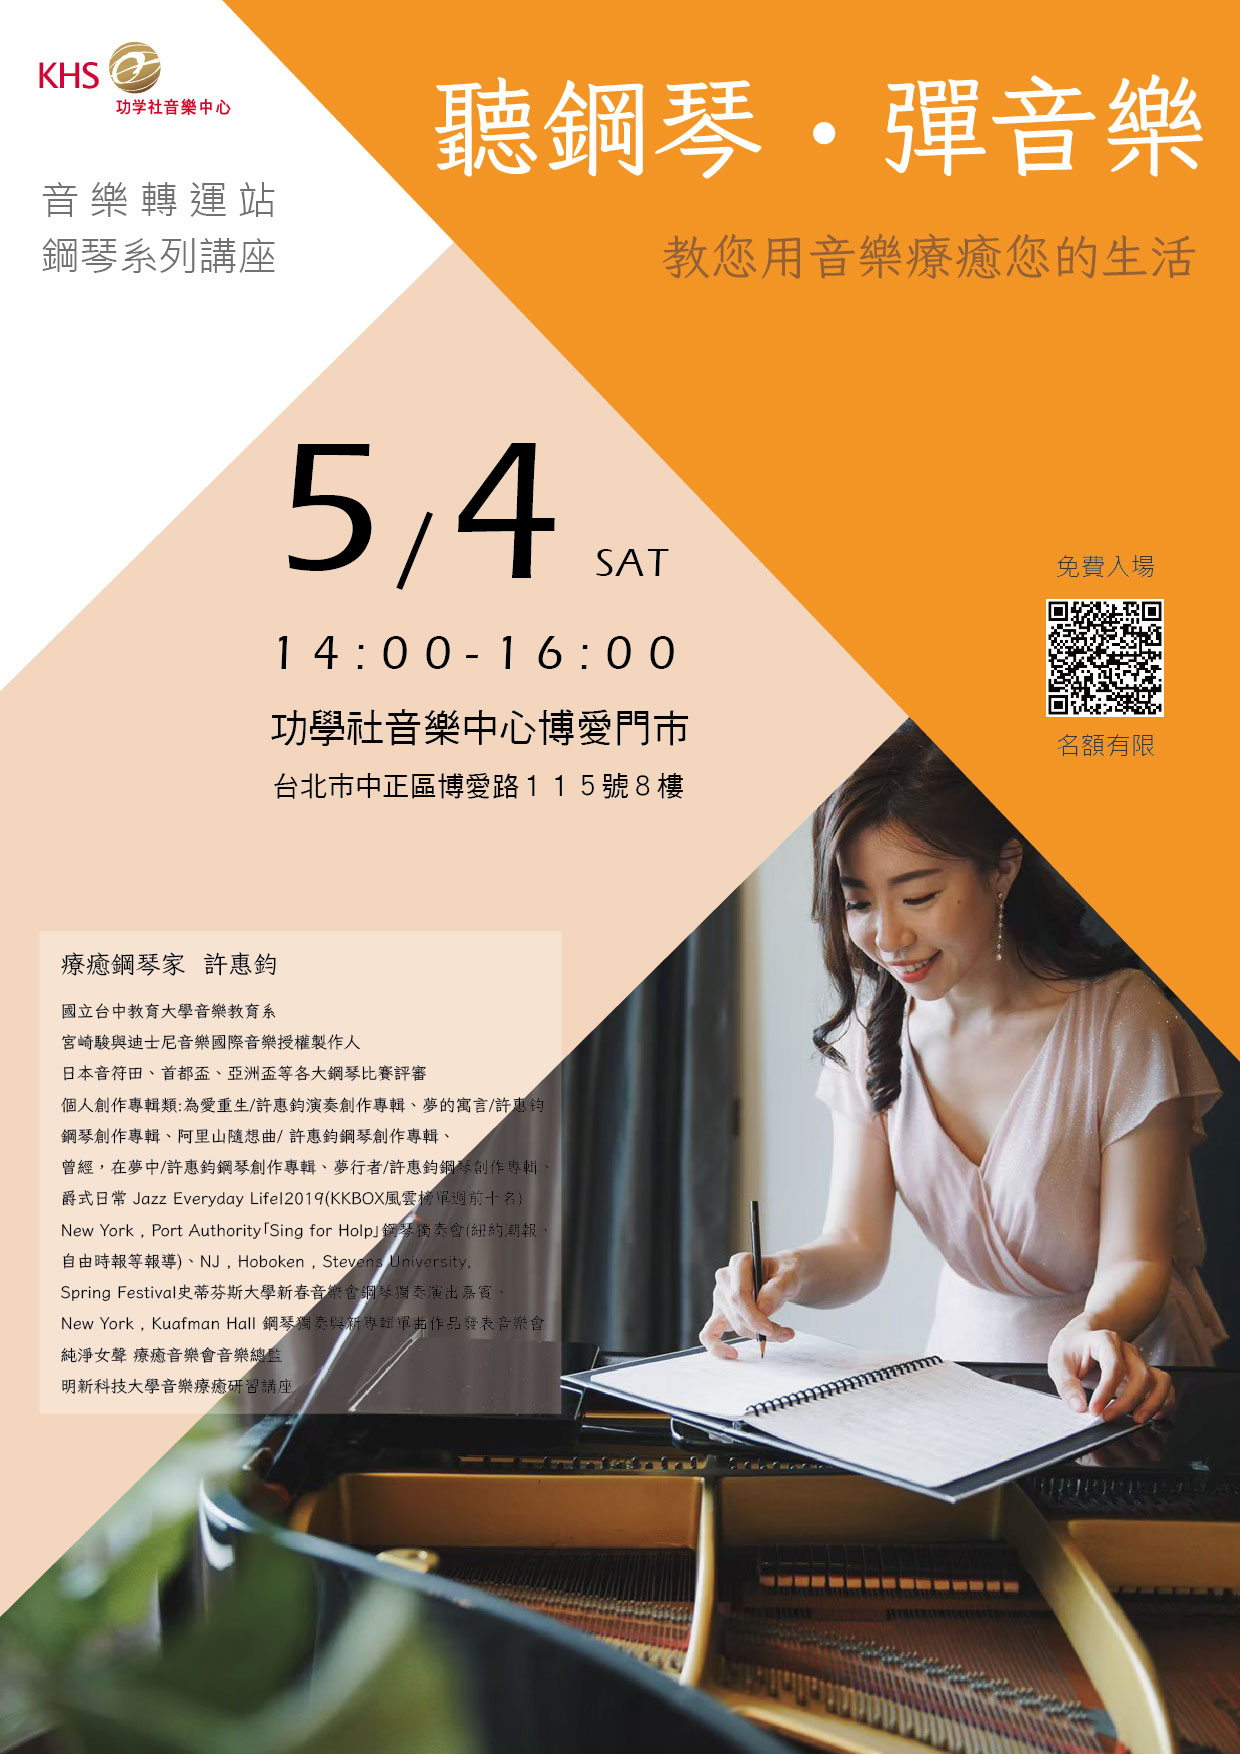 KHS
功学社音樂中心
聽鋼琴・彈音樂
音樂轉運站
鋼琴系列講座
教您用音樂療癒您的生活
5/4 SAT
14:00-16:00
功學社音樂中心博愛門市
台北市中正區博愛路115號8樓
免費入場
名額有限
療癒鋼琴家 許惠鈞
國立台中教育大學音樂教育系
宮崎駿與迪士尼音樂國際音樂授權製作人
日本音符田、首都盃、亞洲盃等各大鋼琴比賽評審
個人創作專輯類:為愛重生/許惠鈞演奏創作專輯、夢的寓言/許惠鈞
鋼琴創作專輯、阿里山隨想曲/ 許惠鈞鋼琴創作專輯、
曾經，在夢中/許惠鈞鋼琴創作專輯、夢行者/許惠鈞鋼琴創作專輯、
爵式日常 Jazz Everyday Lifel2019(KKBOX風雲榜單週前十名)
New York , Port Authority「Sing for Holp」鋼琴獨奏會(紐約潮報、
自由時報等報導)、NJ , Hoboken , Stevens University,
Spring Festival史蒂芬斯大學新春音樂會鋼琴獨奏演出嘉賓、
New York , Kuafman Hall 鋼琴獨奏與新專輯單曲作品發表音樂會
純淨女聲 療癒音樂會音樂總監
明新科技大學音樂療癒研習講座